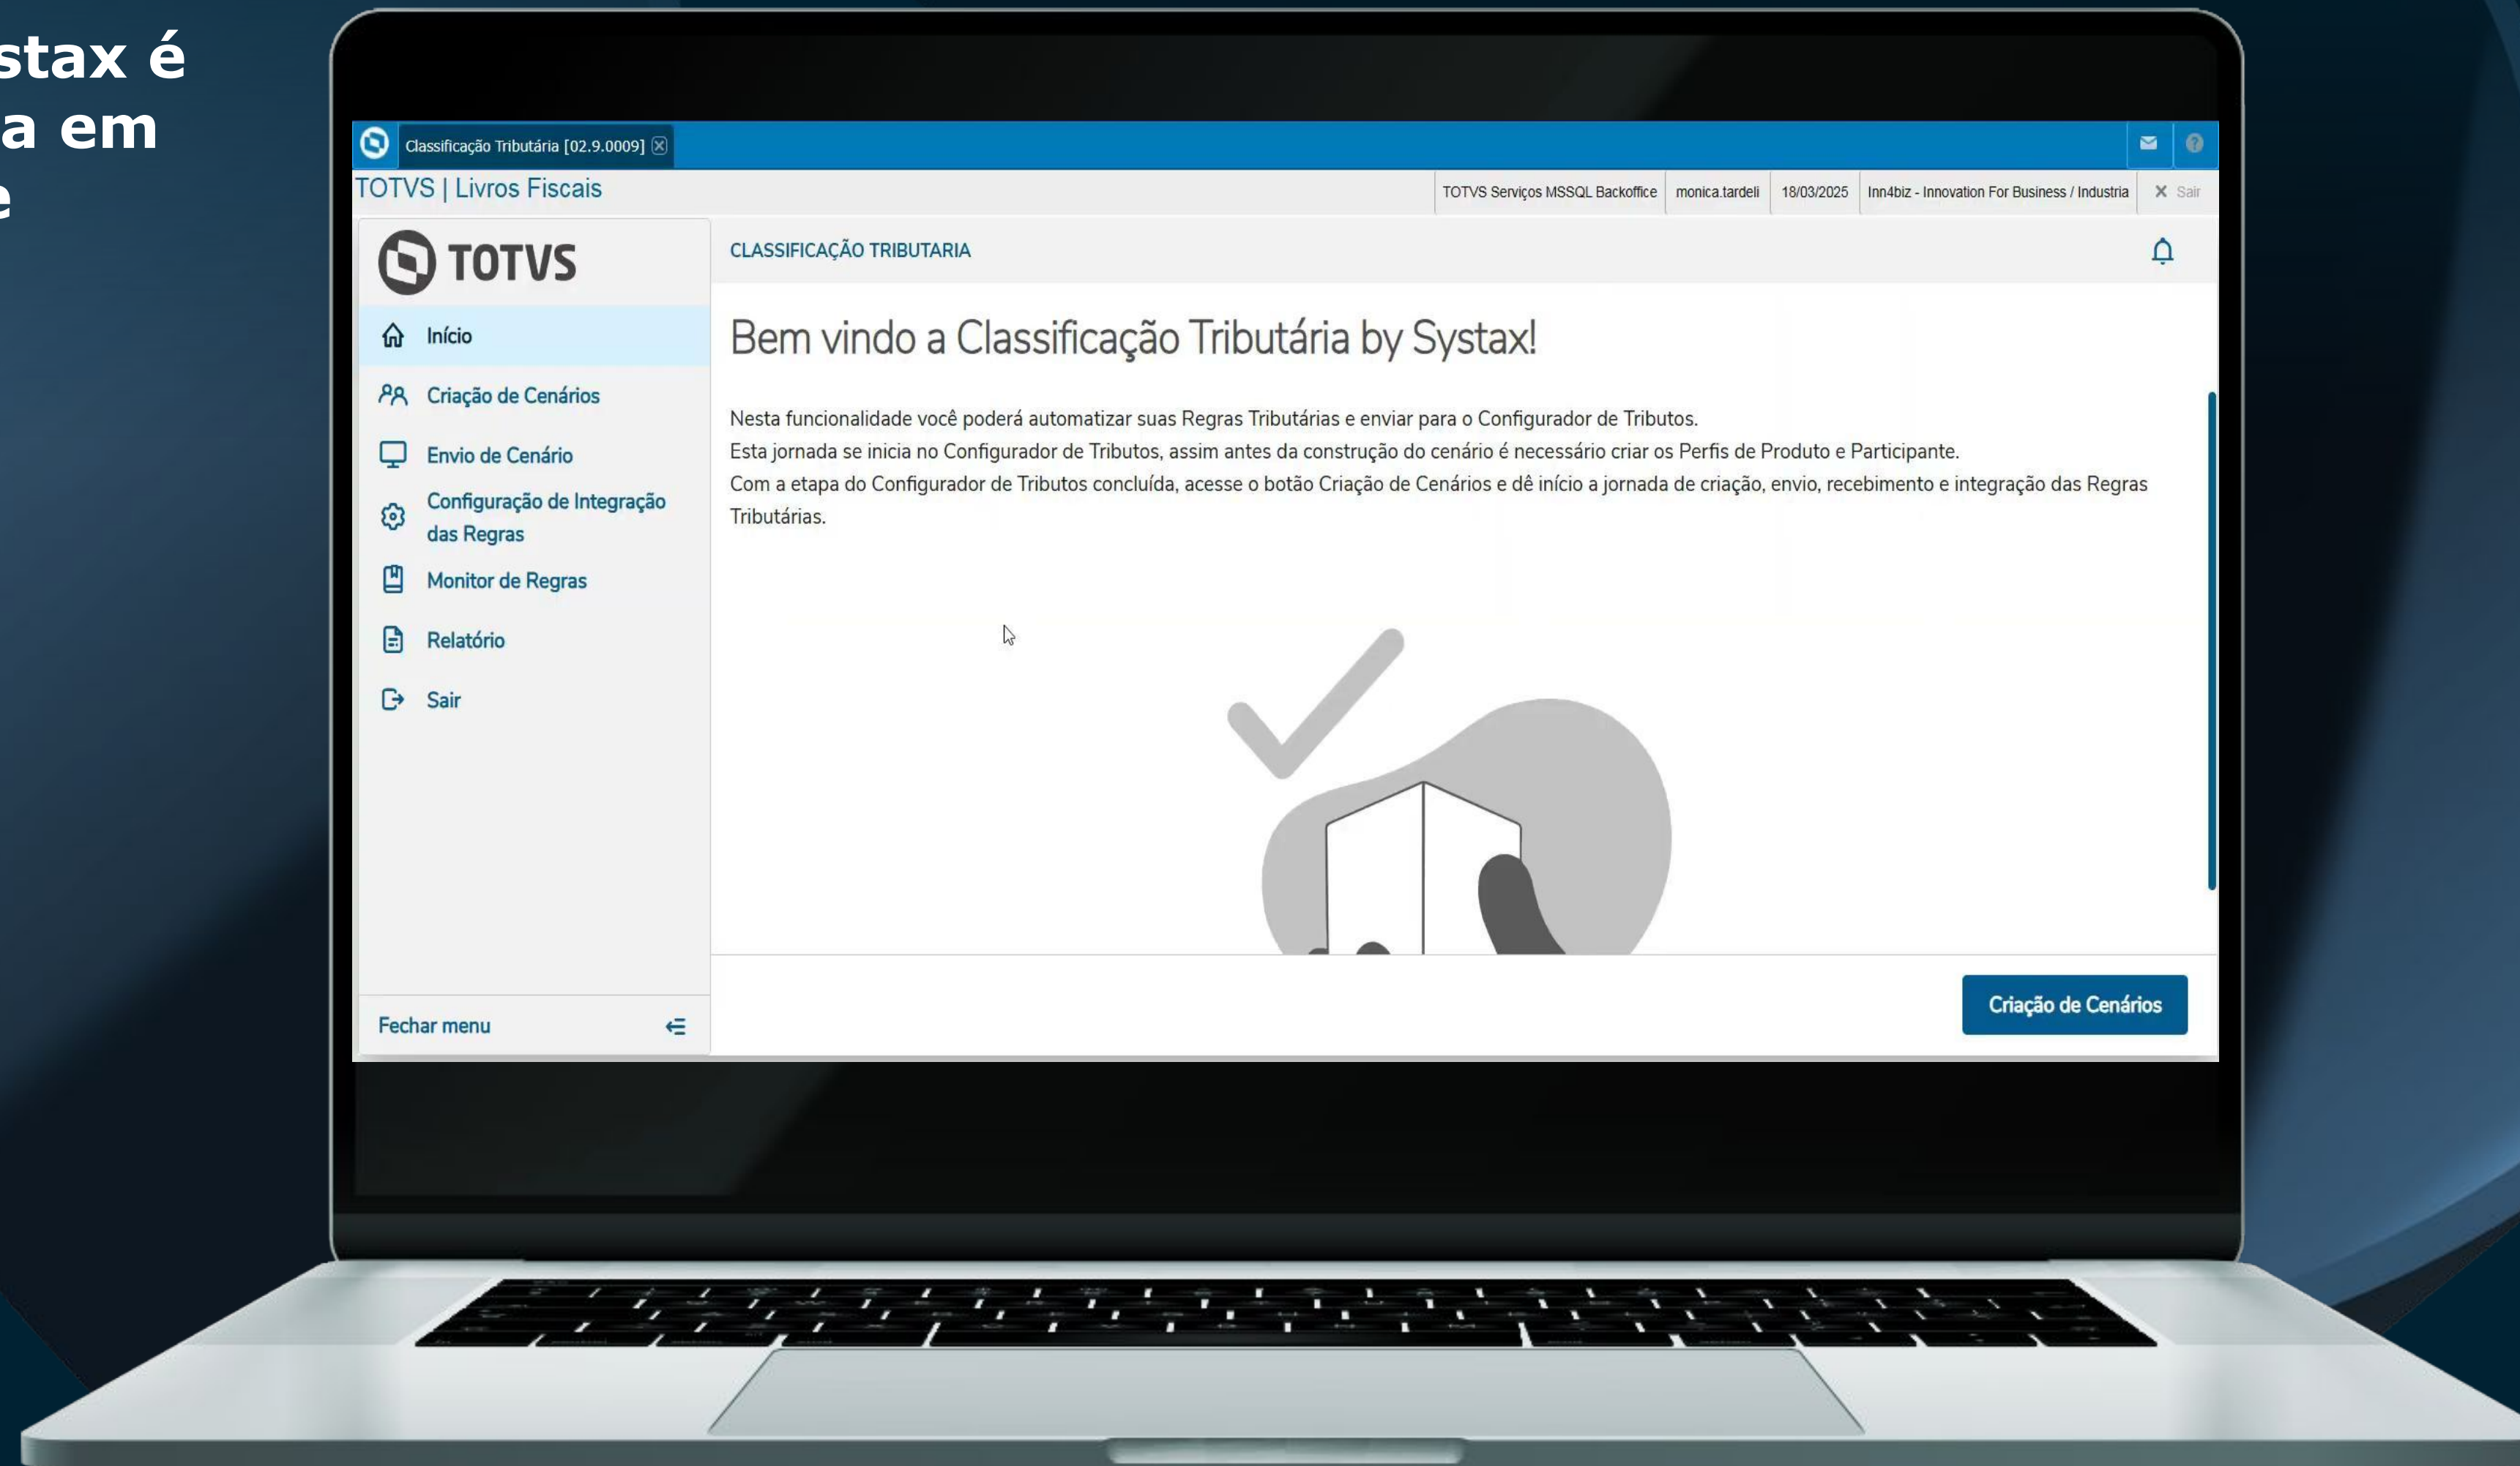 stax é
a em
e
Classificação Tributária [02.9.0009]
TOTVS | Livros Fiscais
TOTVS Serviços MSSQL Backoffice
monica.tardeli
18/03/2025
Inn4biz - Innovation For Business / Industria
Sair
TOTVS
Início
Criação de Cenários
Envio de Cenário
Configuração de Integração
das Regras
Monitor de Regras
Relatório
Sair
Fechar menu
CLASSIFICAÇÃO TRIBUTARIA
Bem vindo a Classificação Tributária by Systax!
Nesta funcionalidade você poderá automatizar suas Regras Tributárias e enviar para o Configurador de Tributos.
Esta jornada se inicia no Configurador de Tributos, assim antes da construção do cenário é necessário criar os Perfis de Produto e Participante.
Com a etapa do Configurador de Tributos concluída, acesse o botão Criação de Cenários e dê início a jornada de criação, envio, recebimento e integração das Regras
Tributárias.
Criação de Cenários